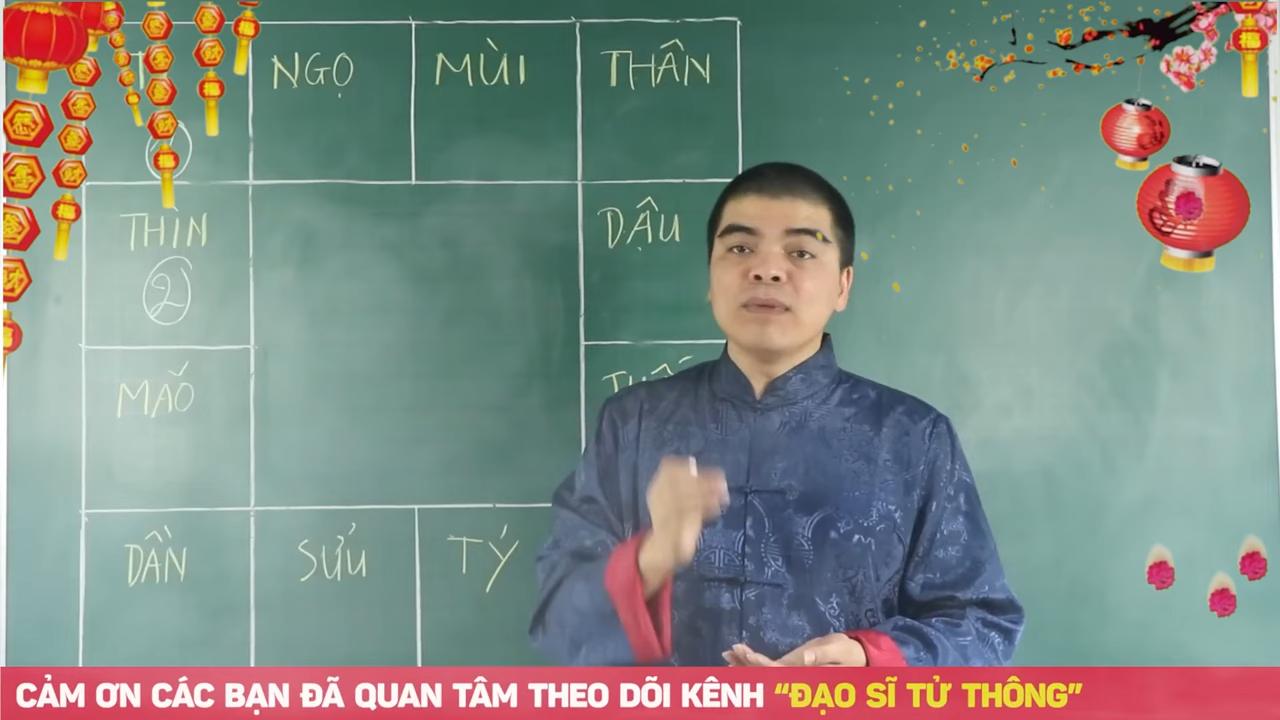 NGỌ MÙI THÂN
THÌN DẬU
2
MÃO
DẦN SỬU TÝ
CẢM ƠN CÁC BẠN ĐÃ QUAN TÂM THEO DÕI KÊNH “ĐẠO SĨ TỬ THÔNG”